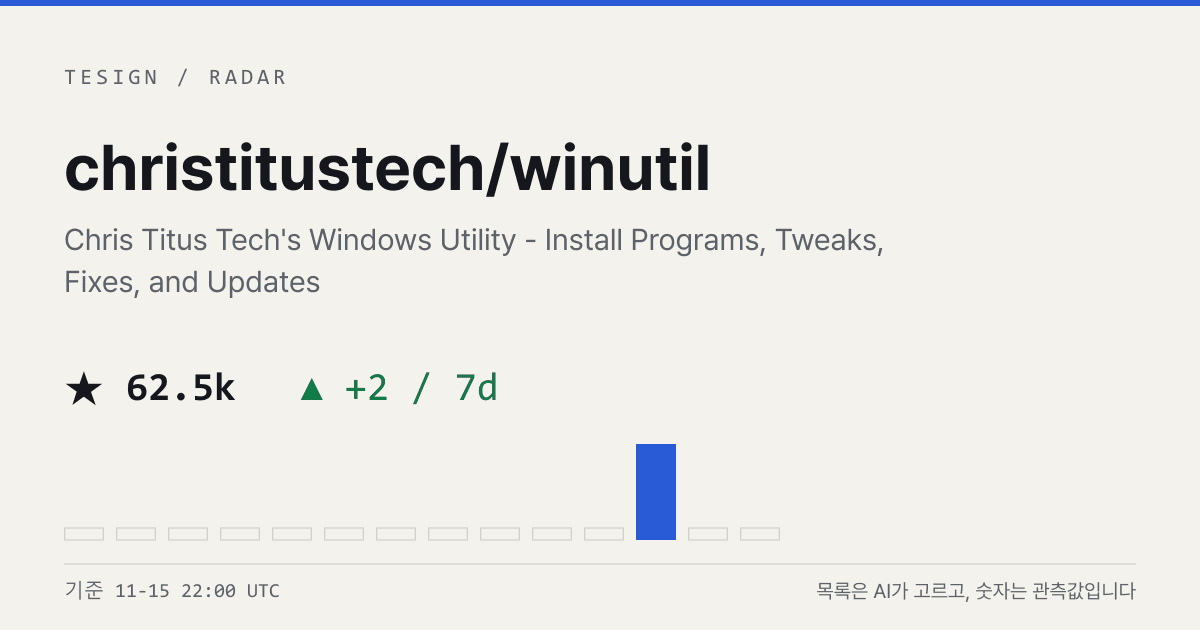 TESIGN / RADAR
christitustech/winutil
Chris Titus Tech's Windows Utility - Install Programs, Tweaks,
Fixes, and Updates
★ 62.5k ▲ +2 / 7d
기준 11-15 22:00 UTC
목록은 AI가 고르고, 숫자는 관측값입니다